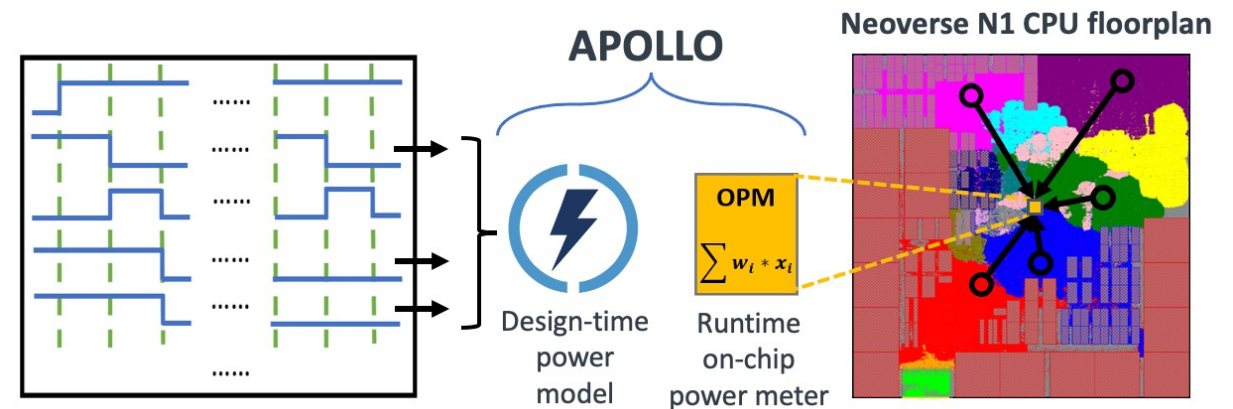 APOLLO
Neoverse N1 CPU floorplan
......
......
......
......
......
......
Design-time
power
model
OPM
∑ wᵢ * xᵢ
Runtime
on-chip
power meter